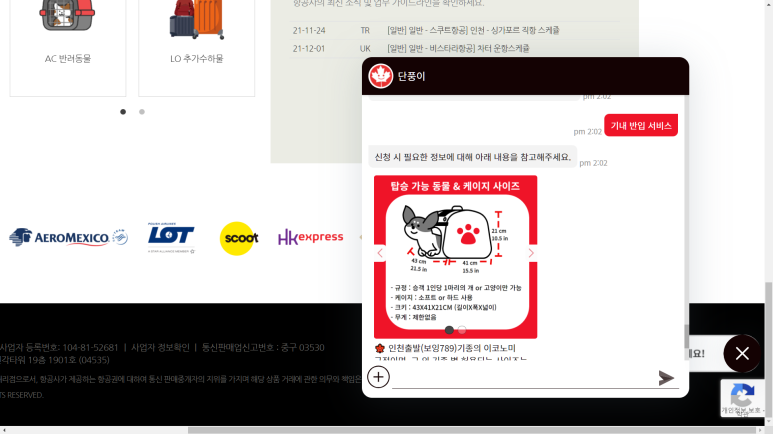 항공사의 최신 소식 및 업무 가이드라인을 확인하세요.
21-11-24 TR [일반] 일반 - 스쿠트항공] 인천 - 싱가포르 직항 스케쥴
21-12-01 UK [일반] 일반 - 비스타라항공] 차터 운항스케쥴
AC 반려동물
LO 추가수하물
단풍이
pm 2:02
pm 2:02 기내 반입 서비스
신청 시 필요한 정보에 대해 아래 내용을 참고해주세요.
pm 2:02
탑승 가능 동물 & 케이지 사이즈
21 cm
10.5 in
43 cm
21.5 in
41 cm
15.5 in
- 규정 : 승객 1인당 1마리의 개 or 고양이만 가능
- 케이지 : 소프트 or 하드 사용
- 크키 : 43X41X21CM (길이X폭X넓이)
- 무게 : 제한없음
인천출발(보잉789)기종의 이코노미
AEROMEXICO
LOT
scoot
HK express
사업자 등록번호: 104-81-52681 | 사업자 정보확인 | 통신판매업신고번호 : 중구 03530
타워 19층 1901호 (04535)
리점으로서, 항공사가 제공하는 항공권에 대하여 통신 판매중개자의 지위를 가지며 해당 상품 거래에 관한 의무와 책임은
TS RESERVED.
요!
개인정보 보호 -
약관